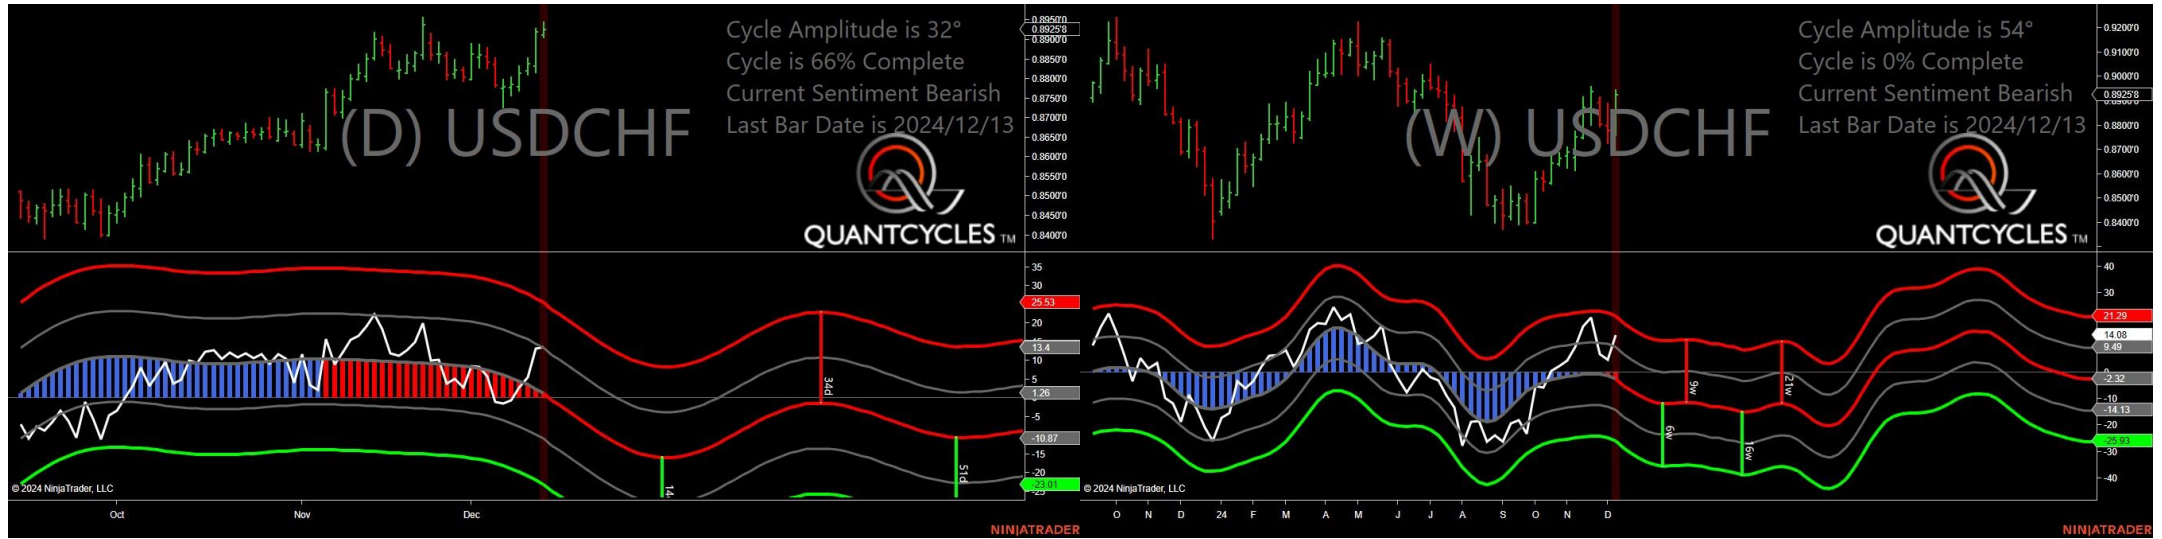 Cycle Amplitude is 32°
Cycle is 66% Complete
Current Sentiment Bearish
Last Bar Date is 2024/12/13
(D) USDCHF
QUANTCYCLES TM
0.8950'0
0.8925'8
0.8900'0
0.8850'0
0.8800'0
0.8750'0
0.8700'0
0.8650'0
0.8600'0
0.8550'0
0.8500'0
0.8450'0
0.8400'0
35
30
25.53
20
13.4
10
5
1.26
-5
-10.87
-15
-20
-23.01
34d
14
51d
© 2024 NinjaTrader, LLC
Oct Nov Dec
NINJATRADER
Cycle Amplitude is 54°
Cycle is 0% Complete
Current Sentiment Bearish
Last Bar Date is 2024/12/13
(W) USDCHF
QUANTCYCLES TM
0.9200'0
0.9100'0
0.9000'0
0.8925'8
0.8800'0
0.8700'0
0.8600'0
0.8500'0
0.8400'0
40
30
21.29
14.08
9.49
-2.32
-10
-14.13
-20
-25.93
-30
-40
9w
21w
6w
16w
© 2024 NinjaTrader, LLC
O N D 24 F M A M J J A S O N D
NINJATRADER